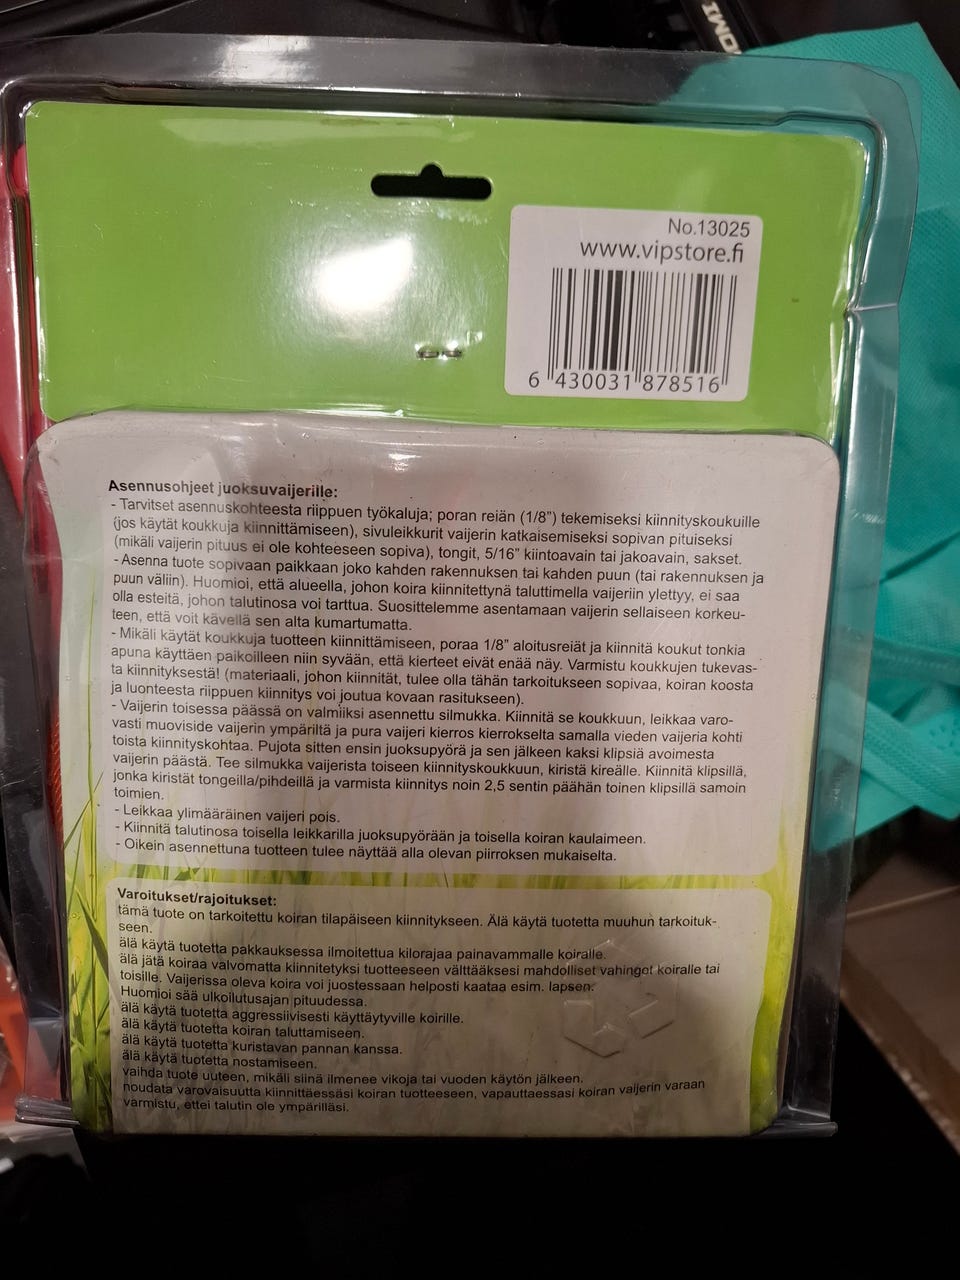 OMI
No.13025
www.vipstore.fi
6 430031 878516
Asennusohjeet juoksuvaijerille:
- Tarvitset asennuskohteesta riippuen työkaluja; poran reiän (1/8") tekemiseksi kiinnityskoukuille
(jos käytät koukkuja kiinnittämiseen), sivuleikkurit vaijerin katkaisemiseksi sopivan pituiseksi
(mikäli vaijerin pituus ei ole kohteeseen sopiva), tongit, 5/16" kiintoavain tai jakoavain, sakset.
- Asenna tuote sopivaan paikkaan joko kahden rakennuksen tai kahden puun (tai rakennuksen ja
puun väliin). Huomioi, että alueella, johon koira kiinnitettynä taluttimella vaijeriin ylettyy, ei saa
olla esteitä, johon talutinosa voi tarttua. Suosittelemme asentamaan vaijerin sellaiseen korkeu-
teen, että voit kävellä sen alta kumartumatta.
- Mikäli käytät koukkuja tuotteen kiinnittämiseen, poraa 1/8" aloitusreiät ja kiinnitä koukut tonkia
apuna käyttäen paikoilleen niin syvään, että kierteet eivät enää näy. Varmistu koukkujen tukevas-
ta kiinnityksestä! (materiaali, johon kiinnität, tulee olla tähän tarkoitukseen sopivaa, koiran koosta
ja luonteesta riippuen kiinnitys voi joutua kovaan rasitukseen).
- Vaijerin toisessa päässä on valmiiksi asennettu silmukka. Kiinnitä se koukkuun, leikkaa varo-
vasti muoviside vaijerin ympäriltä ja pura vaijeri kierros kierrokselta samalla vieden vaijeria kohti
toista kiinnityskohtaa. Pujota sitten ensin juoksupyörä ja sen jälkeen kaksi klipsiä avoimesta
vaijerin päästä. Tee silmukka vaijerista toiseen kiinnityskoukkuun, kiristä kireälle. Kiinnitä klipsillä,
jonka kiristät tongeilla/pihdeillä ja varmista kiinnitys noin 2,5 sentin päähän toinen klipsillä samoin
toimien.
- Leikkaa ylimääräinen vaijeri pois.
- Kiinnitä talutinosa toisella leikkarilla juoksupyörään ja toisella koiran kaulaimeen.
- Oikein asennettuna tuotteen tulee näyttää alla olevan piirroksen mukaiselta.
Varoitukset/rajoitukset:
tämä tuote on tarkoitettu koiran tilapäiseen kiinnitykseen. Älä käytä tuotetta muuhun tarkoituk-
seen.
älä käytä tuotetta pakkauksessa ilmoitettua kilorajaa painavammalle koiralle.
älä jätä koiraa valvomatta kiinnitetyksi tuotteeseen välttääksesi mahdolliset vahingot koiralle tai
toisille. Vaijerissa oleva koira voi juostessaan helposti kaataa esim. lapsen.
Huomioi sää ulkoilutusajan pituudessa.
älä käytä tuotetta aggressiivisesti käyttäytyville koirille.
älä käytä tuotetta koiran taluttamiseen.
älä käytä tuotetta kuristavan pannan kanssa.
älä käytä tuotetta nostamiseen.
vaihda tuote uuteen, mikäli siinä ilmenee vikoja tai vuoden käytön jälkeen.
noudata varovaisuutta kiinnittäessäsi koiran tuotteeseen, vapauttaessasi koiran vaijerin varaan
varmistu, ettei talutin ole ympärilläsi.